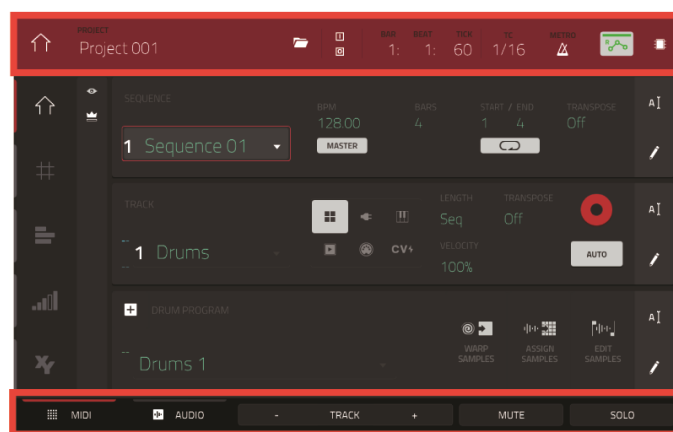 PROJECT BAR BEAT TICK TC METRO
Project 001 1: 1: 60 1/16
SEQUENCE BPM BARS START / END TRANSPOSE
128.00 4 1 4 Off
1 Sequence 01 MASTER
TRACK LENGTH TRANSPOSE
Seq Off
1 Drums CV VELOCITY AUTO
100%
DRUM PROGRAM
Drums 1 WARP SAMPLES ASSIGN SAMPLES EDIT SAMPLES
MIDI AUDIO - TRACK + MUTE SOLO